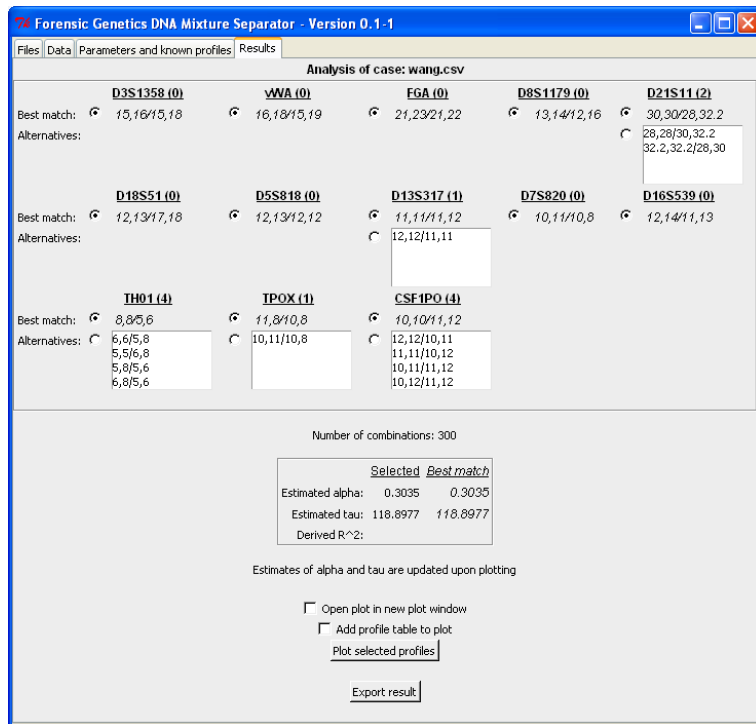 Forensic Genetics DNA Mixture Separator - Version 0.1-1
Files Data Parameters and known profiles Results
Analysis of case: wang.csv
D3S1358 (0) vWA (0) FGA (0) D8S1179 (0) D21S11 (2)
Best match: 15,16/15,18 16,18/15,19 21,23/21,22 13,14/12,16 30,30/28,32.2
Alternatives: 28,28/30,32.2
32.2,32.2/28,30
D18S51 (0) D5S818 (0) D13S317 (1) D7S820 (0) D16S539 (0)
Best match: 12,13/17,18 12,13/12,12 11,11/11,12 10,11/10,8 12,14/11,13
Alternatives: 12,12/11,11
TH01 (4) TPOX (1) CSF1PO (4)
Best match: 8,8/5,6 11,8/10,8 10,10/11,12
Alternatives: 6,6/5,8 10,11/10,8 12,12/10,11
5,5/6,8 11,11/10,12
5,8/5,6 10,11/11,12
6,8/5,6 10,12/11,12
Number of combinations: 300
Selected Best match
Estimated alpha: 0.3035 0.3035
Estimated tau: 118.8977 118.8977
Derived R^2:
Estimates of alpha and tau are updated upon plotting
Open plot in new plot window
Add profile table to plot
Plot selected profiles
Export result